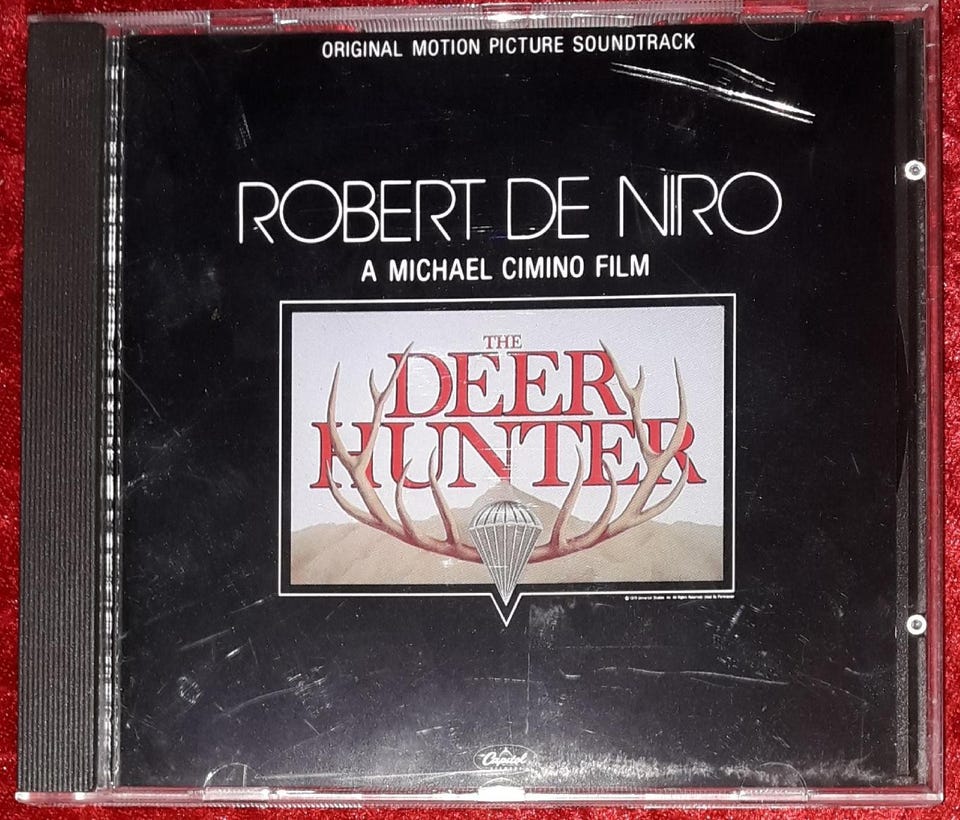 ORIGINAL MOTION PICTURE SOUNDTRACK
ROBERT DE NIRO
A MICHAEL CIMINO FILM
THE
DEER
HUNTER
Capitol